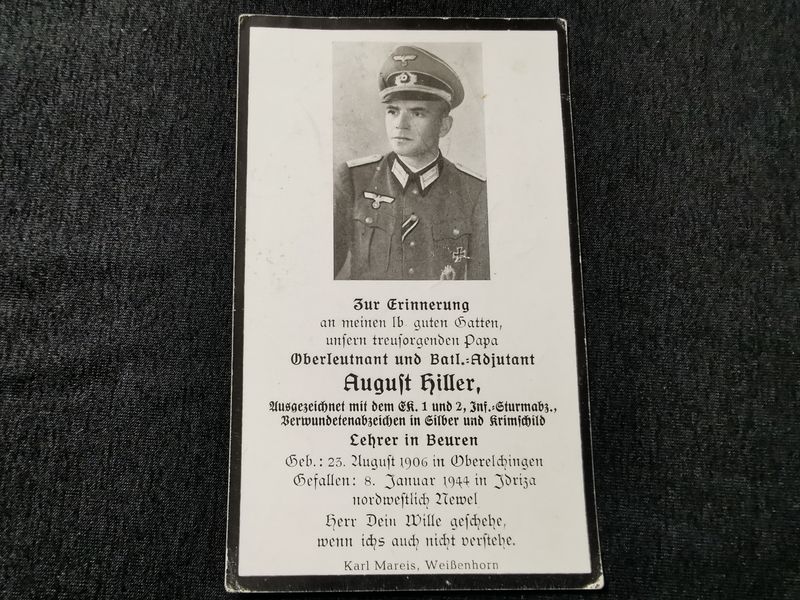 Zur Erinnerung
an meinen lb. guten Gatten,
unsern treusorgenden Papa
Oberleutnant und Batl.-Adjutant
August Hiller,
Ausgezeichnet mit dem EK. 1 und 2, Inf.-Sturmabz.,
Verwundetenabzeichen in Silber und Krimschild
Lehrer in Beuren
Geb.: 23. August 1906 in Oberelchingen
Gefallen: 8. Januar 1944 in Idriza
nordwestlich Newel
Herr Dein Wille geschehe,
wenn ichs auch nicht verstehe.
Karl Mareis, Weißenhorn